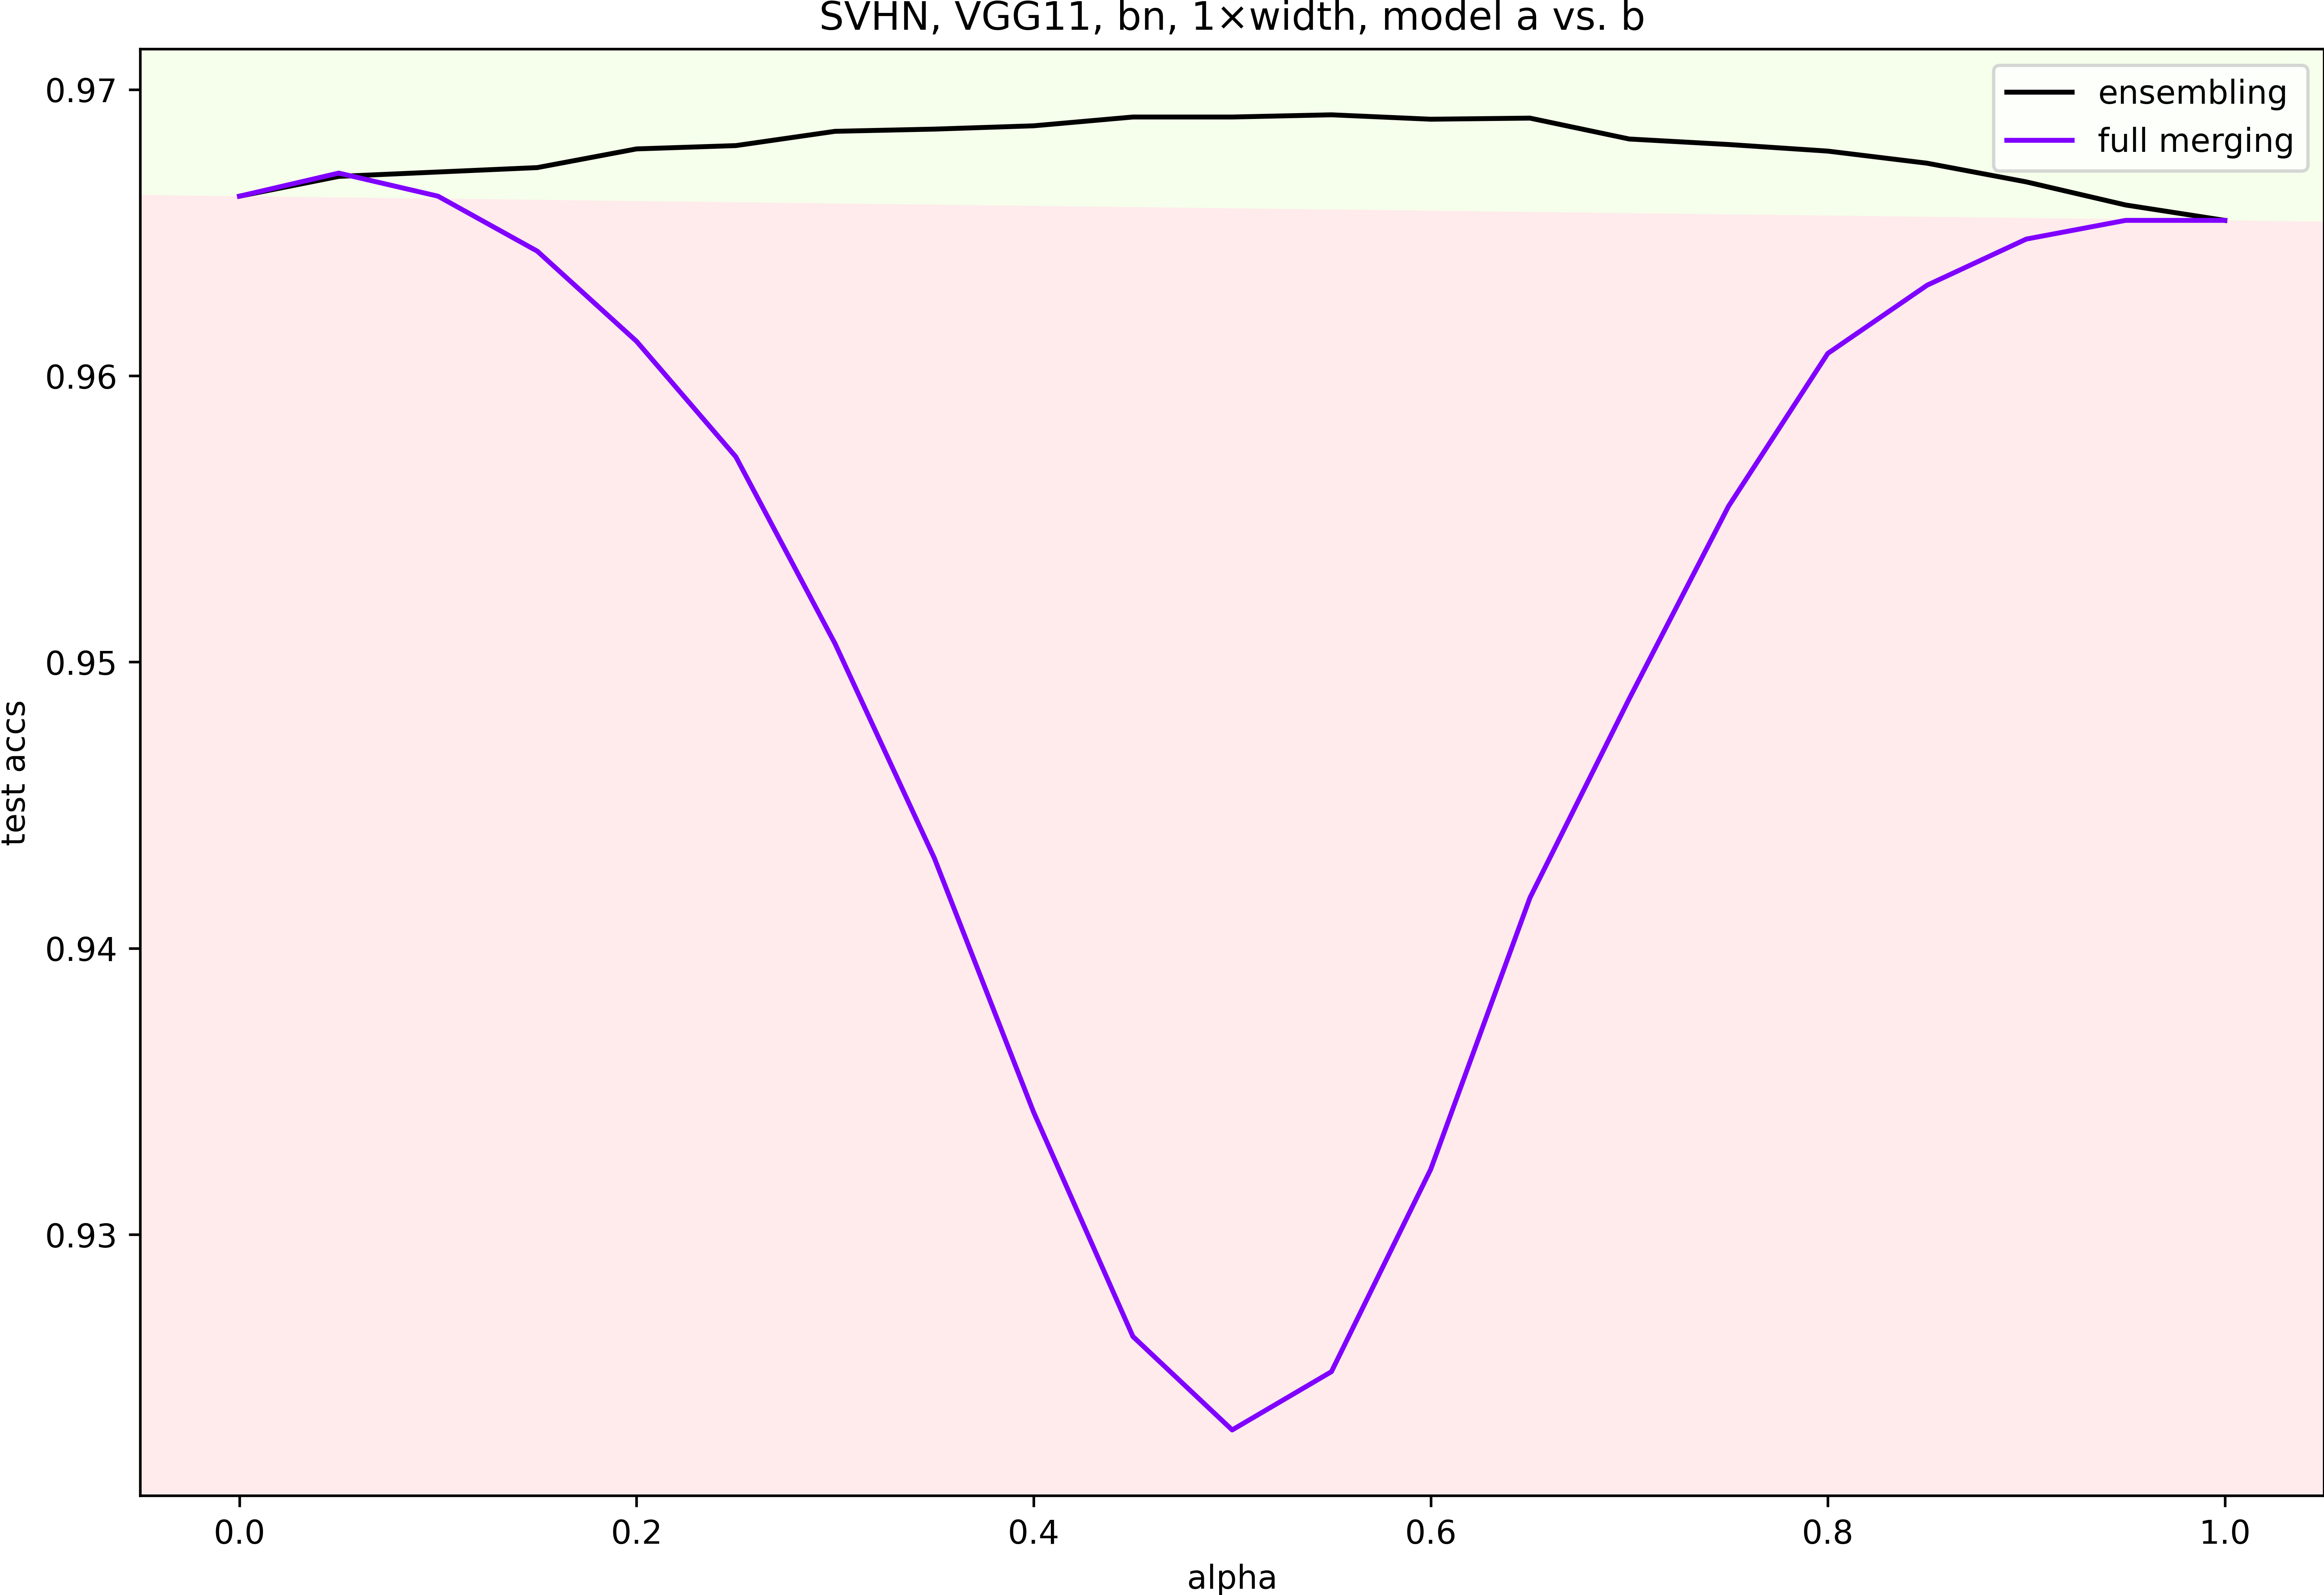 SVHN, VGG11, bn, 1×width, model a vs. b
ensembling
full merging
0.97
0.96
0.95
0.94
0.93
test accs
0.0 0.2 0.4 0.6 0.8 1.0
alpha